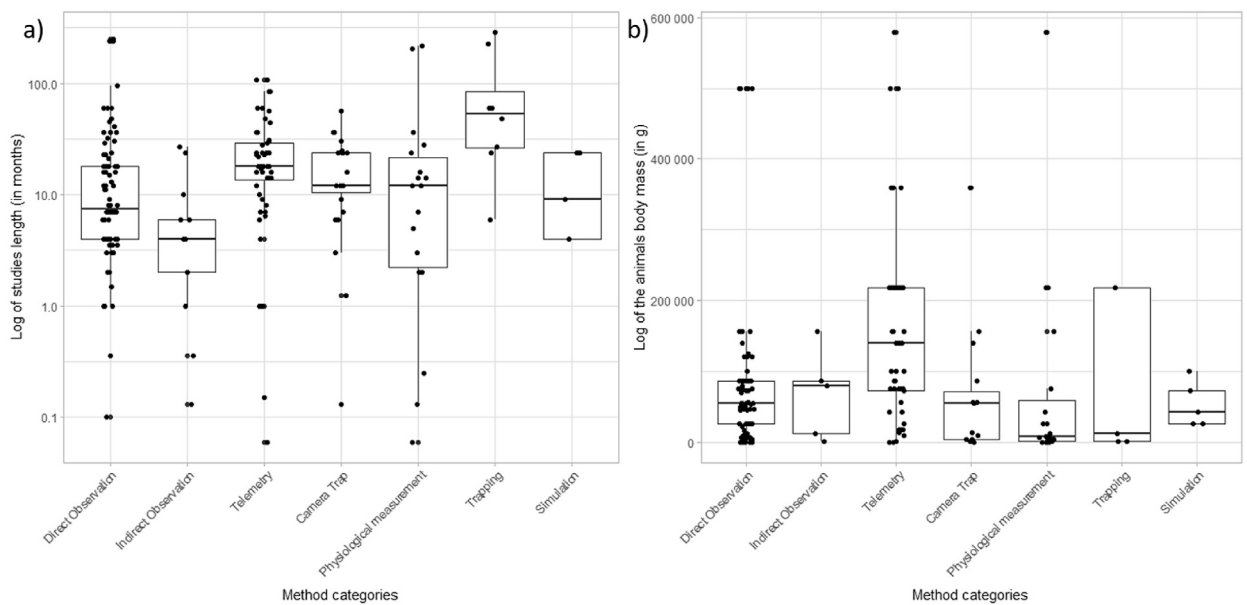 a)
Log of studies length (in months)
100.0
10.0
1.0
0.1
Direct Observation
Indirect Observation
Telemetry
Camera Trap
Physiological measurement
Trapping
Simulation
Method categories
b)
Log of the animals body mass (in g)
600 000
400 000
200 000
0
Direct Observation
Indirect Observation
Telemetry
Camera Trap
Physiological measurement
Trapping
Simulation
Method categories